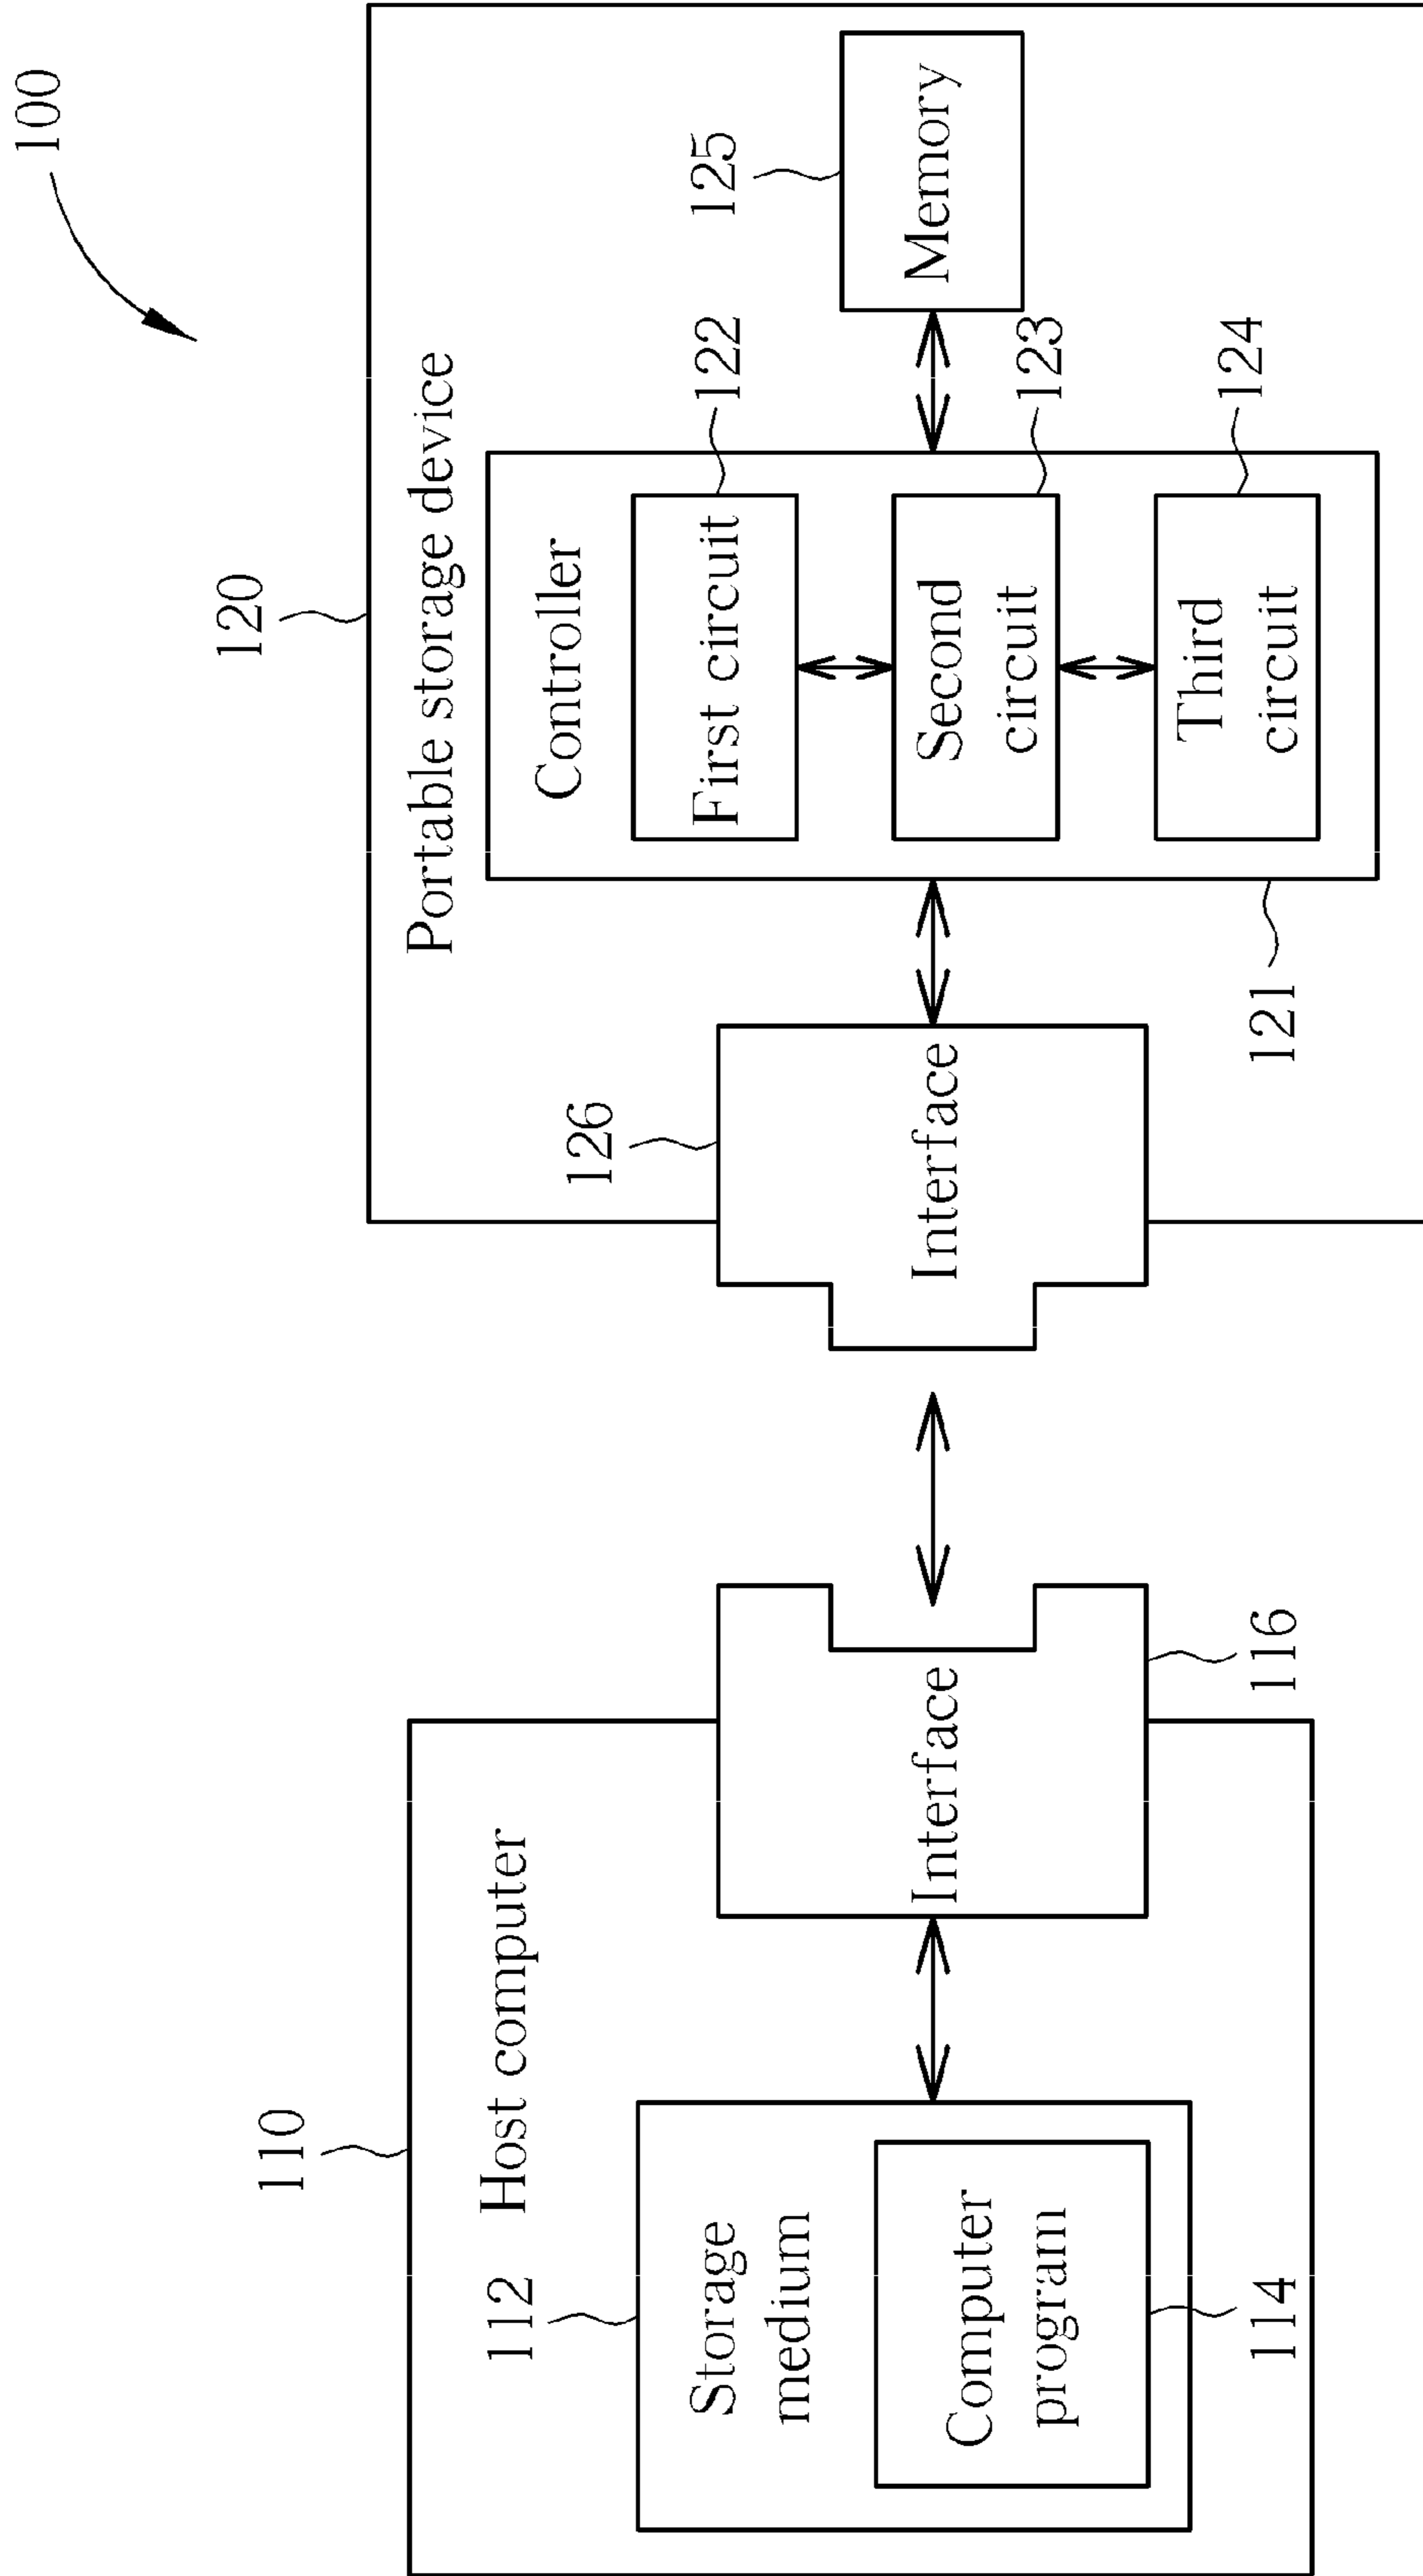 100
110
Host computer
112
Storage
medium
Computer
program
114
Interface
116
120
Portable storage device
126
Interface
Controller
121
First circuit
122
Second
circuit
123
Third
circuit
124
125
Memory